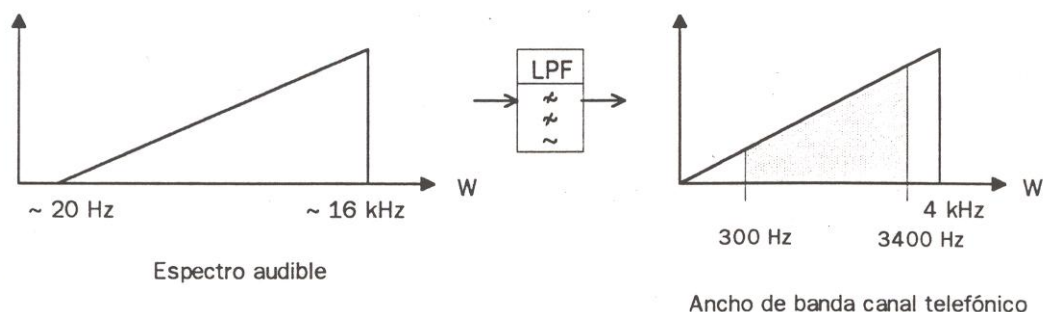 W
~ 20 Hz
~ 16 kHz
Espectro audible
LPF
W
4 kHz
300 Hz
3400 Hz
Ancho de banda canal telefónico